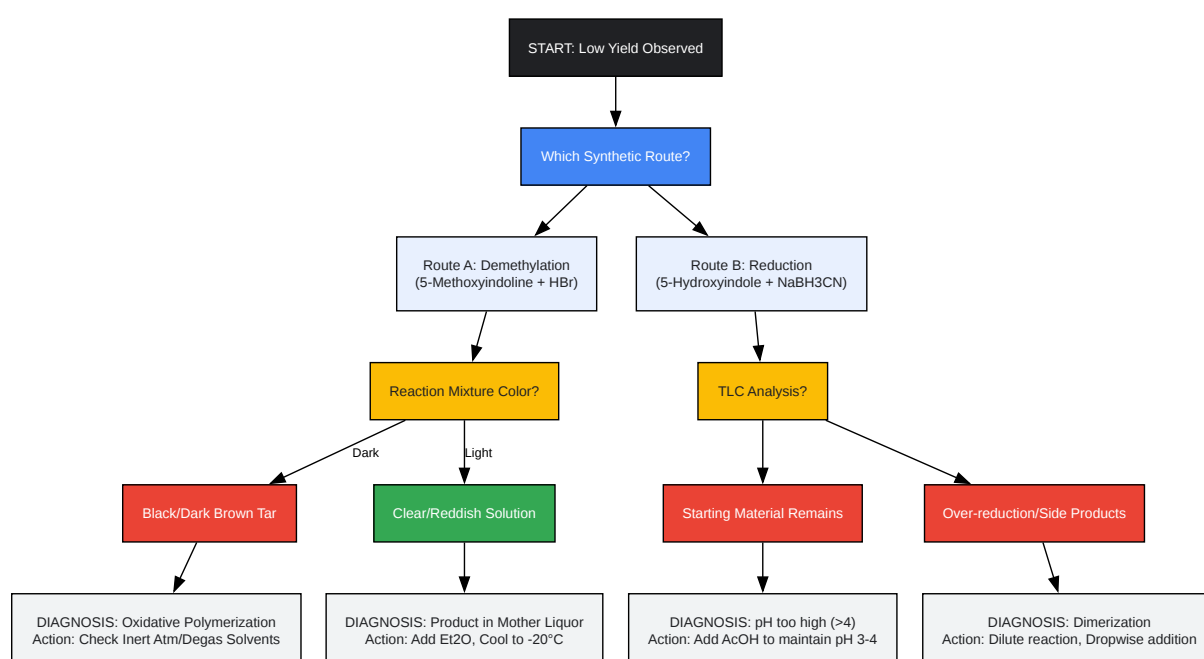 START: Low Yield Observed
Which Synthetic Route?
Route A: Demethylation
(5-Methoxyindoline + HBr)
Route B: Reduction
(5-Hydroxyindole + NaBH3CN)
Reaction Mixture Color?
TLC Analysis?
Dark
Light
Black/Dark Brown Tar
Clear/Reddish Solution
Starting Material Remains
Over-reduction/Side Products
DIAGNOSIS: Oxidative Polymerization
Action: Check Inert Atm/Degas Solvents
DIAGNOSIS: Product in Mother Liquor
Action: Add Et2O, Cool to -20°C
DIAGNOSIS: pH too high (>4)
Action: Add AcOH to maintain pH 3-4
DIAGNOSIS: Dimerization
Action: Dilute reaction, Dropwise addition